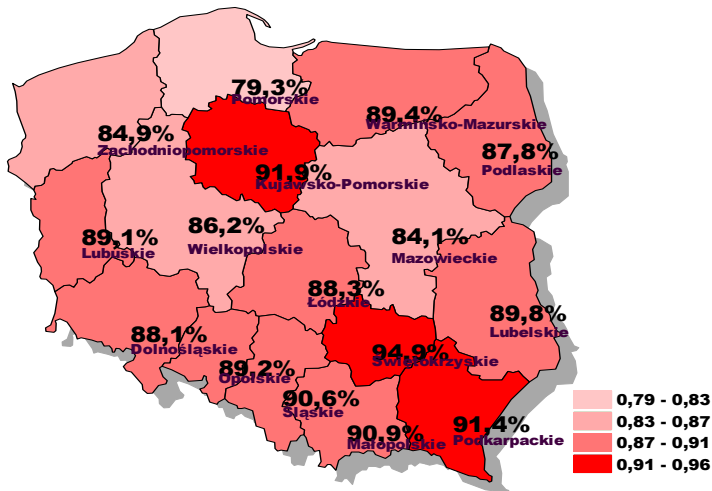 79,3%
Pomorskie
89,4%
Warmińsko-Mazurskie
84,9%
Zachodniopomorskie
87,8%
Podlaskie
91,9%
Kujawsko-Pomorskie
86,2%
Wielkopolskie
89,1%
Lubuskie
84,1%
Mazowieckie
88,3%
Łódzkie
89,8%
Lubelskie
88,1%
Dolnośląskie
94,9%
Świętokrzyskie
89,2%
Opolskie
90,6%
Śląskie
90,9%
Małopolskie
91,4%
Podkarpackie
0,79 - 0,83
0,83 - 0,87
0,87 - 0,91
0,91 - 0,96